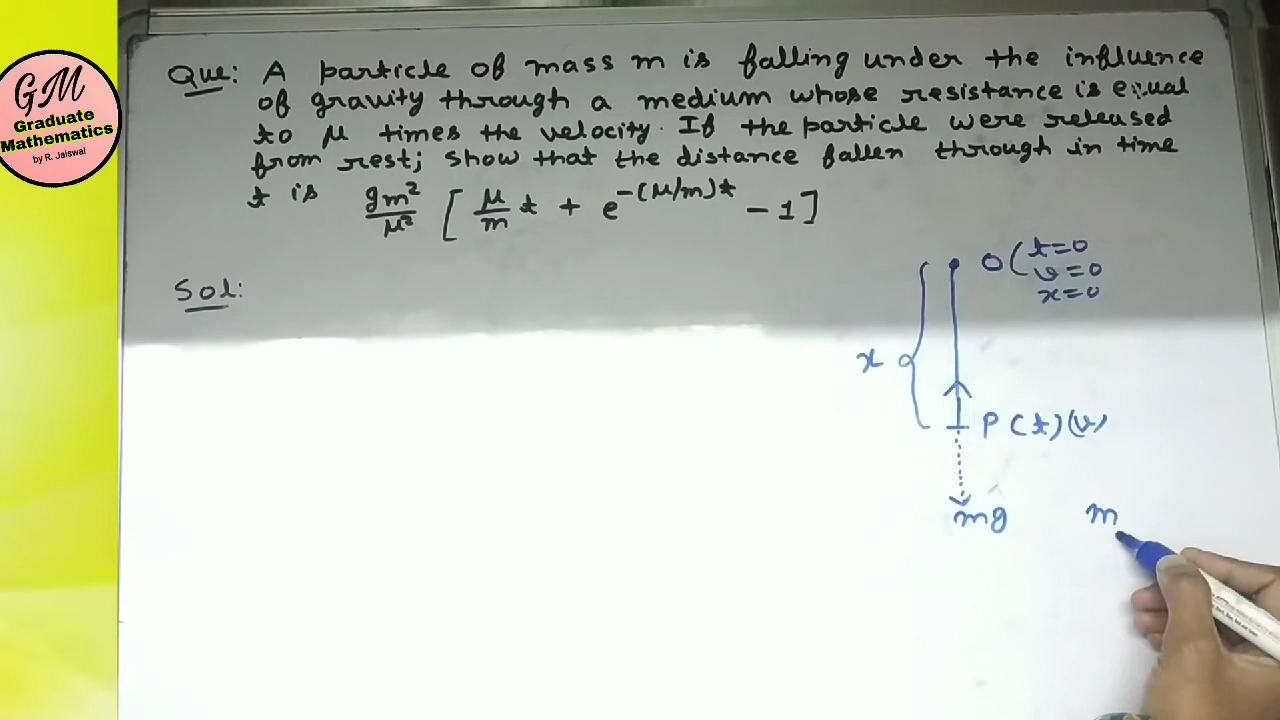 GM
Graduate
Mathematics
by R. Jaiswal
Que: A particle of mass m is falling under the influence
of gravity through a medium whose resistance is equal
to μ times the velocity. If the particle were released
from rest; show that the distance fallen through in time
t is gm²/μ² [ μ/m t + e^-(μ/m)t - 1 ]
Sol:
O ( t=0
v=0
x=0
x
P (t)(v)
mg
m